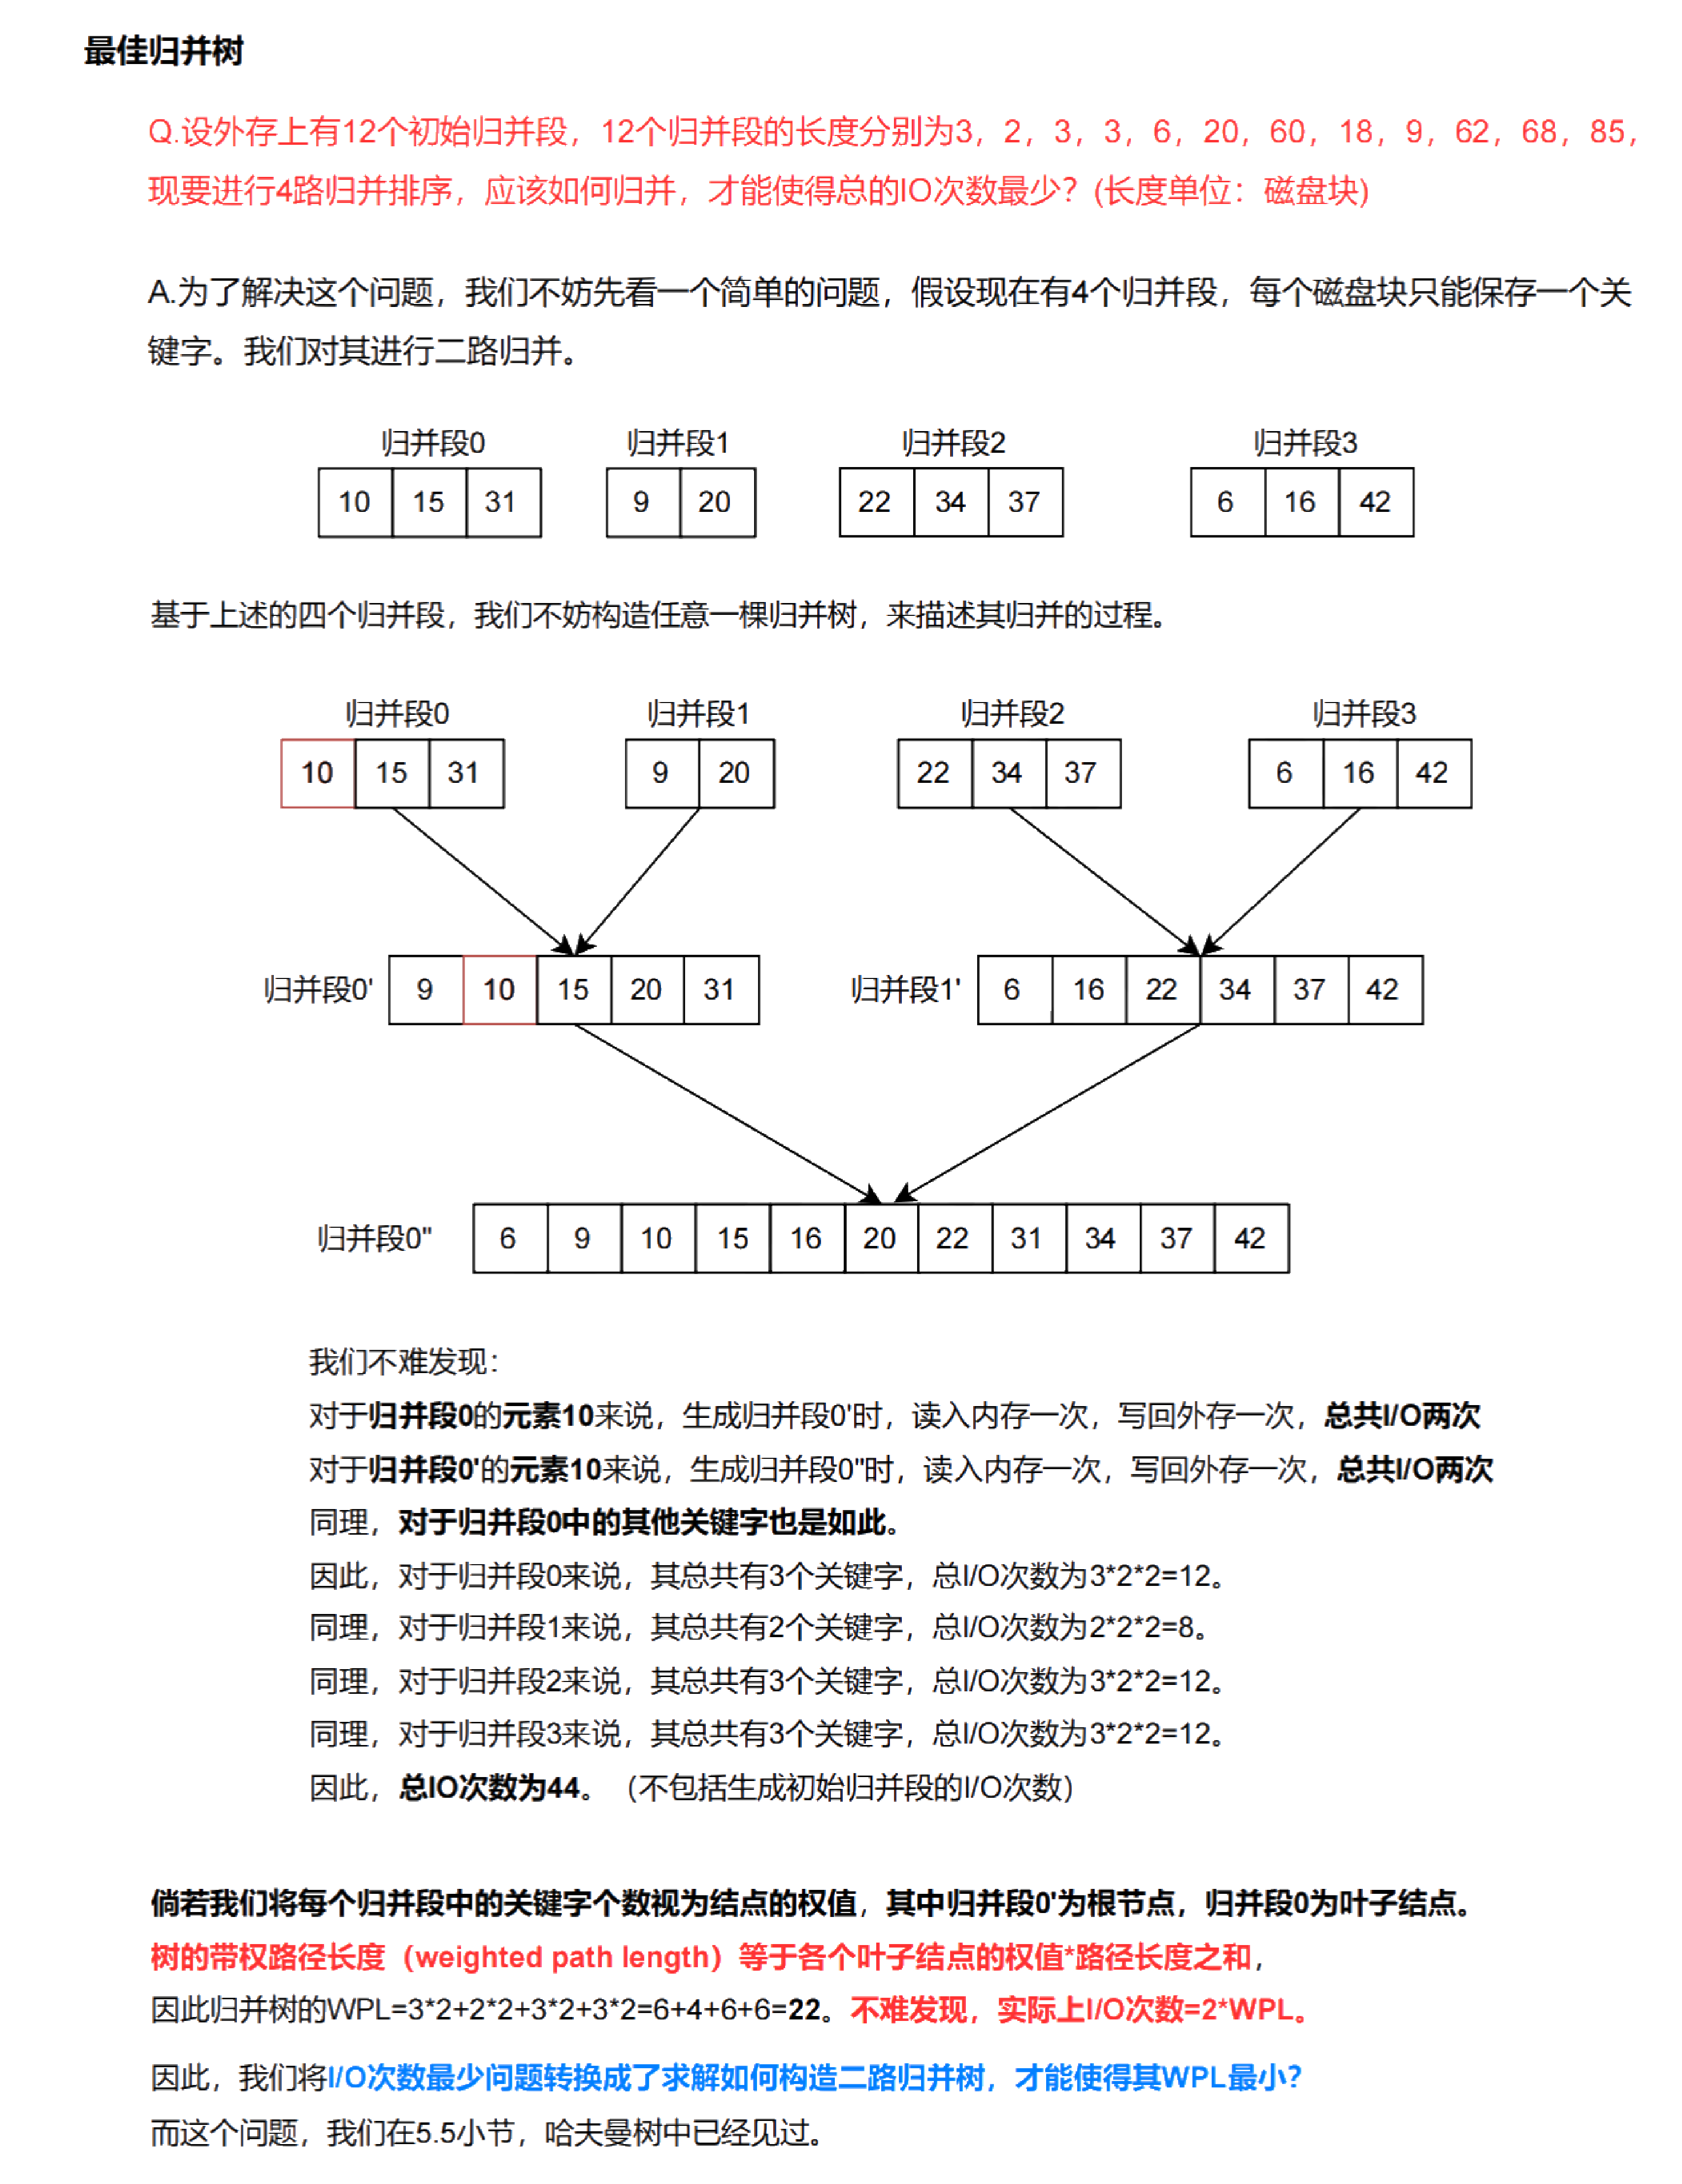 最佳归并树
Q.设外存上有12个初始归并段，12个归并段的长度分别为3，2，3，3，6，20，60，18，9，62，68，85，
现要进行4路归并排序，应该如何归并，才能使得总的IO次数最少？(长度单位：磁盘块)
A.为了解决这个问题，我们不妨先看一个简单的问题，假设现在有4个归并段，每个磁盘块只能保存一个关
键字。我们对其进行二路归并。
归并段0 归并段1 归并段2 归并段3
10 15 31 9 20 22 34 37 6 16 42
基于上述的四个归并段，我们不妨构造任意一棵归并树，来描述其归并的过程。
归并段0 归并段1 归并段2 归并段3
10 15 31 9 20 22 34 37 6 16 42
归并段0' 9 10 15 20 31 归并段1' 6 16 22 34 37 42
归并段0" 6 9 10 15 16 20 22 31 34 37 42
我们不难发现：
对于归并段0的元素10来说，生成归并段0'时，读入内存一次，写回外存一次，总共I/O两次
对于归并段0'的元素10来说，生成归并段0"时，读入内存一次，写回外存一次，总共I/O两次
同理，对于归并段0中的其他关键字也是如此。
因此，对于归并段0来说，其总共有3个关键字，总I/O次数为3*2*2=12。
同理，对于归并段1来说，其总共有2个关键字，总I/O次数为2*2*2=8。
同理，对于归并段2来说，其总共有3个关键字，总I/O次数为3*2*2=12。
同理，对于归并段3来说，其总共有3个关键字，总I/O次数为3*2*2=12。
因此，总IO次数为44。（不包括生成初始归并段的I/O次数）
倘若我们将每个归并段中的关键字个数视为结点的权值，其中归并段0'为根节点，归并段0为叶子结点。
树的带权路径长度（weighted path length）等于各个叶子结点的权值*路径长度之和，
因此归并树的WPL=3*2+2*2+3*2+3*2=6+4+6+6=22。不难发现，实际上I/O次数=2*WPL。
因此，我们将I/O次数最少问题转换成了求解如何构造二路归并树，才能使得其WPL最小？
而这个问题，我们在5.5小节，哈夫曼树中已经见过。